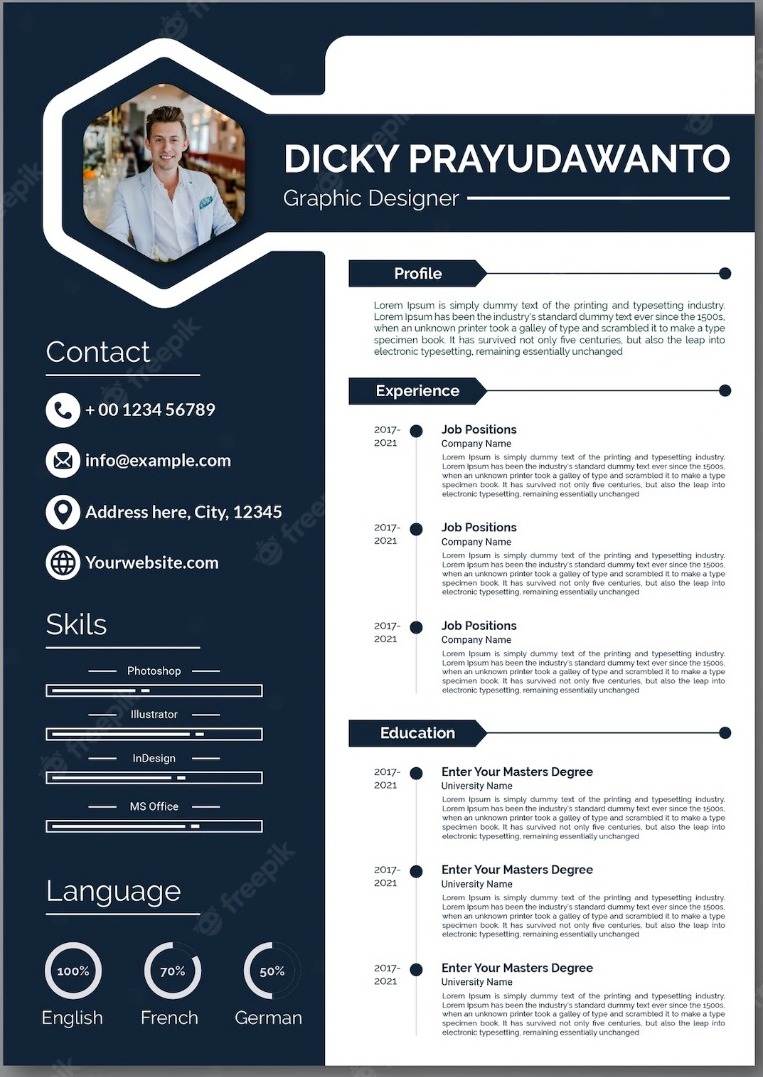 DICKY PRAYUDAWANTO
Graphic Designer
Contact
+ 00 1234 56789
info@example.com
Address here, City, 12345
Yourwebsite.com
Skils
Photoshop
Illustrator
InDesign
MS Office
Language
100%
70%
50%
English
French
German
Profile
Lorem Ipsum is simply dummy text of the printing and typesetting industry.
Lorem Ipsum has been the industry's standard dummy text ever since the 1500s,
when an unknown printer took a galley of type and scrambled it to make a type
specimen book. It has survived not only five centuries, but also the leap into
electronic typesetting, remaining essentially unchanged
Experience
2017-
2021
Job Positions
Company Name
Lorem Ipsum is simply dummy text of the printing and typesetting industry.
Lorem Ipsum has been the industry's standard dummy text ever since the 1500s,
when an unknown printer took a galley of type and scrambled it to make a type
specimen book. It has survived not only five centuries, but also the leap into
electronic typesetting, remaining essentially unchanged
2017-
2021
Job Positions
Company Name
Lorem Ipsum is simply dummy text of the printing and typesetting industry.
Lorem Ipsum has been the industry's standard dummy text ever since the 1500s,
when an unknown printer took a galley of type and scrambled it to make a type
specimen book. It has survived not only five centuries, but also the leap into
electronic typesetting, remaining essentially unchanged
2017-
2021
Job Positions
Company Name
Lorem Ipsum is simply dummy text of the printing and typesetting industry.
Lorem Ipsum has been the industry's standard dummy text ever since the 1500s,
when an unknown printer took a galley of type and scrambled it to make a type
specimen book. It has survived not only five centuries, but also the leap into
electronic typesetting, remaining essentially unchanged
Education
2017-
2021
Enter Your Masters Degree
University Name
Lorem Ipsum is simply dummy text of the printing and typesetting industry.
Lorem Ipsum has been the industry's standard dummy text ever since the 1500s,
when an unknown printer took a galley of type and scrambled it to make a type
specimen book. It has survived not only five centuries, but also the leap into
electronic typesetting, remaining essentially unchanged
2017-
2021
Enter Your Masters Degree
University Name
Lorem Ipsum is simply dummy text of the printing and typesetting industry.
Lorem Ipsum has been the industry's standard dummy text ever since the 1500s,
when an unknown printer took a galley of type and scrambled it to make a type
specimen book. It has survived not only five centuries, but also the leap into
electronic typesetting, remaining essentially unchanged
2017-
2021
Enter Your Masters Degree
University Name
Lorem Ipsum is simply dummy text of the printing and typesetting industry.
Lorem Ipsum has been the industry's standard dummy text ever since the 1500s,
when an unknown printer took a galley of type and scrambled it to make a type
specimen book. It has survived not only five centuries, but also the leap into
electronic typesetting, remaining essentially unchanged
freepik
freepik
freepik
freepik
freepik